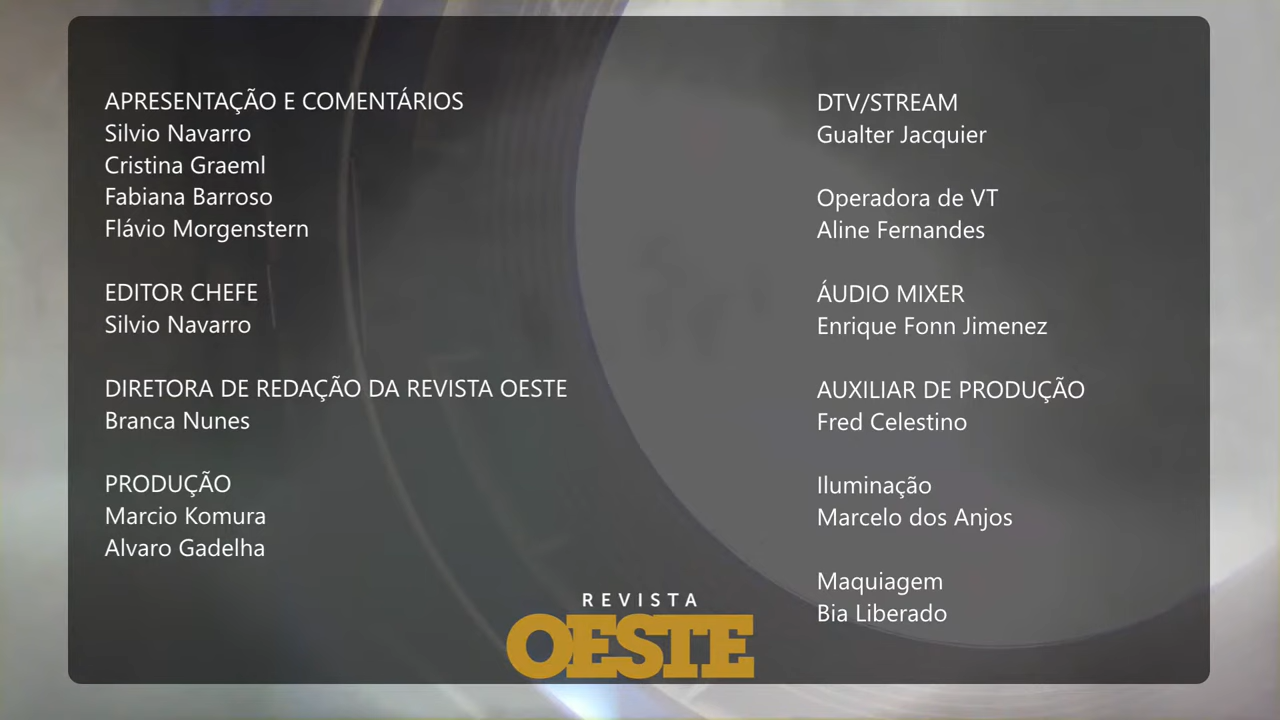 APRESENTAÇÃO E COMENTÁRIOS
Silvio Navarro
Cristina Graeml
Fabiana Barroso
Flávio Morgenstern
EDITOR CHEFE
Silvio Navarro
DIRETORA DE REDAÇÃO DA REVISTA OESTE
Branca Nunes
PRODUÇÃO
Marcio Komura
Alvaro Gadelha
DTV/STREAM
Gualter Jacquier
Operadora de VT
Aline Fernandes
ÁUDIO MIXER
Enrique Fonn Jimenez
AUXILIAR DE PRODUÇÃO
Fred Celestino
Iluminação
Marcelo dos Anjos
Maquiagem
Bia Liberado
REVISTA
OESTE